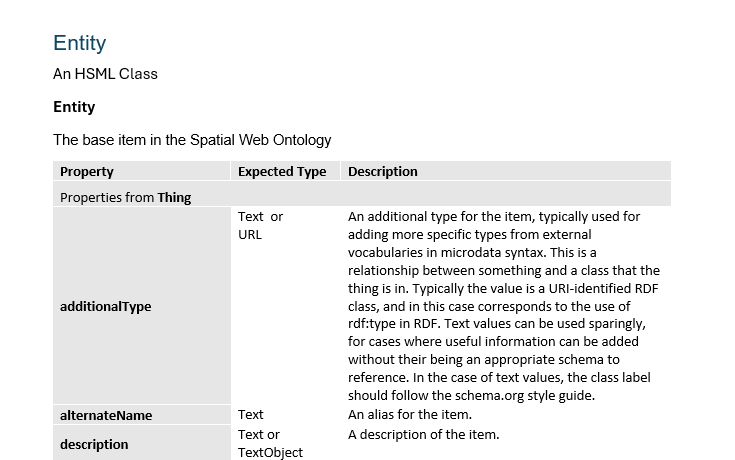 Entity
An HSML Class
Entity
The base item in the Spatial Web Ontology
Property Expected Type Description
Properties from Thing
additionalType
Text or
URL
An additional type for the item, typically used for
adding more specific types from external
vocabularies in microdata syntax. This is a
relationship between something and a class that the
thing is in. Typically the value is a URI-identified RDF
class, and in this case corresponds to the use of
rdf:type in RDF. Text values can be used sparingly,
for cases where useful information can be added
without their being an appropriate schema to
reference. In the case of text values, the class label
should follow the schema.org style guide.
alternateName Text An alias for the item.
description
Text or
TextObject
A description of the item.